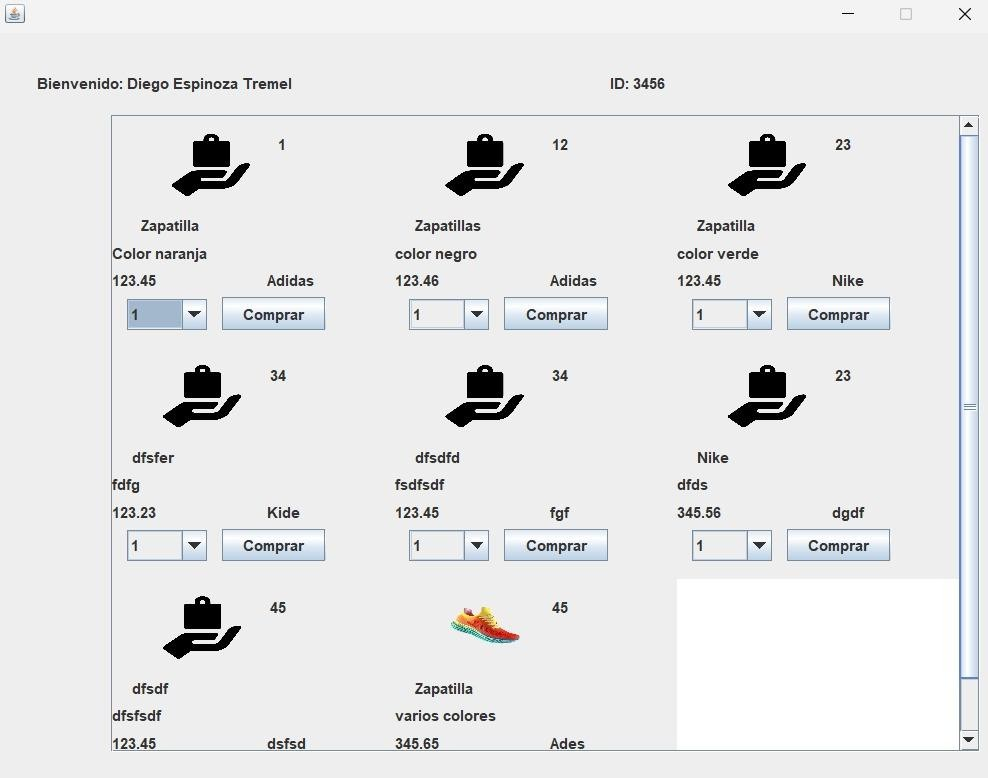 Bienvenido: Diego Espinoza Tremel ID: 3456
1 12 23
Zapatilla Zapatillas Zapatilla
Color naranja color negro color verde
123.45 Adidas 123.46 Adidas 123.45 Nike
1 Comprar 1 Comprar 1 Comprar
34 34 23
dfsfer dfsdfd Nike
fdfg fsdfsdf dfds
123.23 Kide 123.45 fgf 345.56 dgdf
1 Comprar 1 Comprar 1 Comprar
45 45
dfsdf Zapatilla
dfsfsdf varios colores
123.45 dsfsd 345.65 Ades